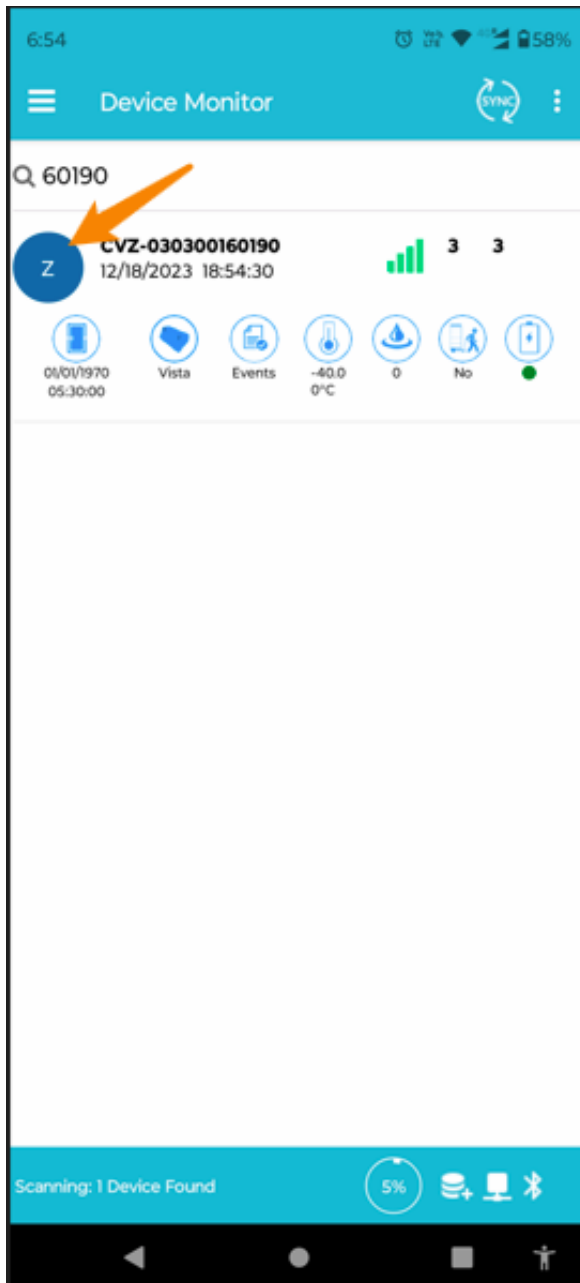 6:54 58%
Device Monitor SYNC
60190
Z CVZ-030300160190 3 3
12/18/2023 18:54:30
01/01/1970 Vista Events -40.0 0 No
05:30:00 0°C
Scanning: 1 Device Found 5%